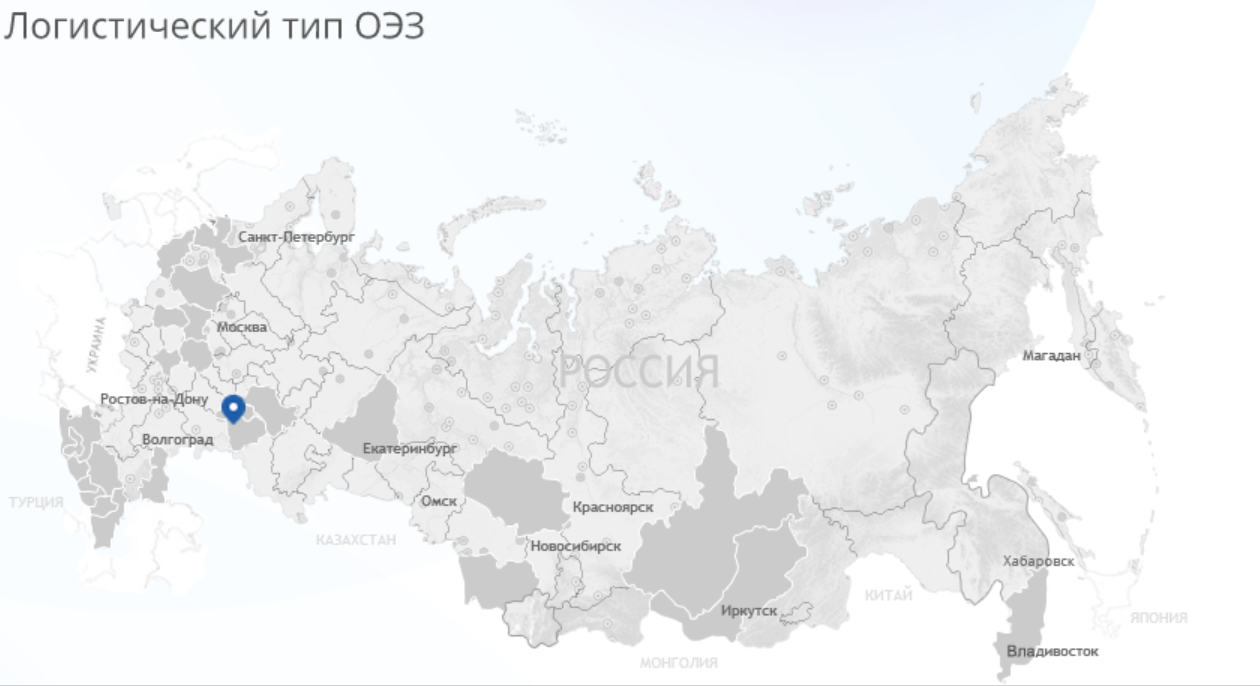 Логистический тип ОЭЗ
Санкт-Петербург
УКРАИНА
Москва
Магадан
РОССИЯ
Ростов-на-Дону
Волгоград
Екатеринбург
ТУРЦИЯ
Омск
Красноярск
КАЗАХСТАН
Новосибирск
Хабаровск
КИТАЙ
Иркутск
ЯПОНИЯ
Владивосток
МОНГОЛИЯ